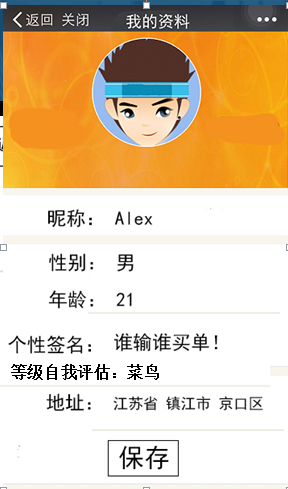 返回 关闭 我的资料
昵称: Alex
性别: 男
年龄: 21
个性签名: 谁输谁买单!
等级自我评估: 菜鸟
地址: 江苏省 镇江市 京口区
保存